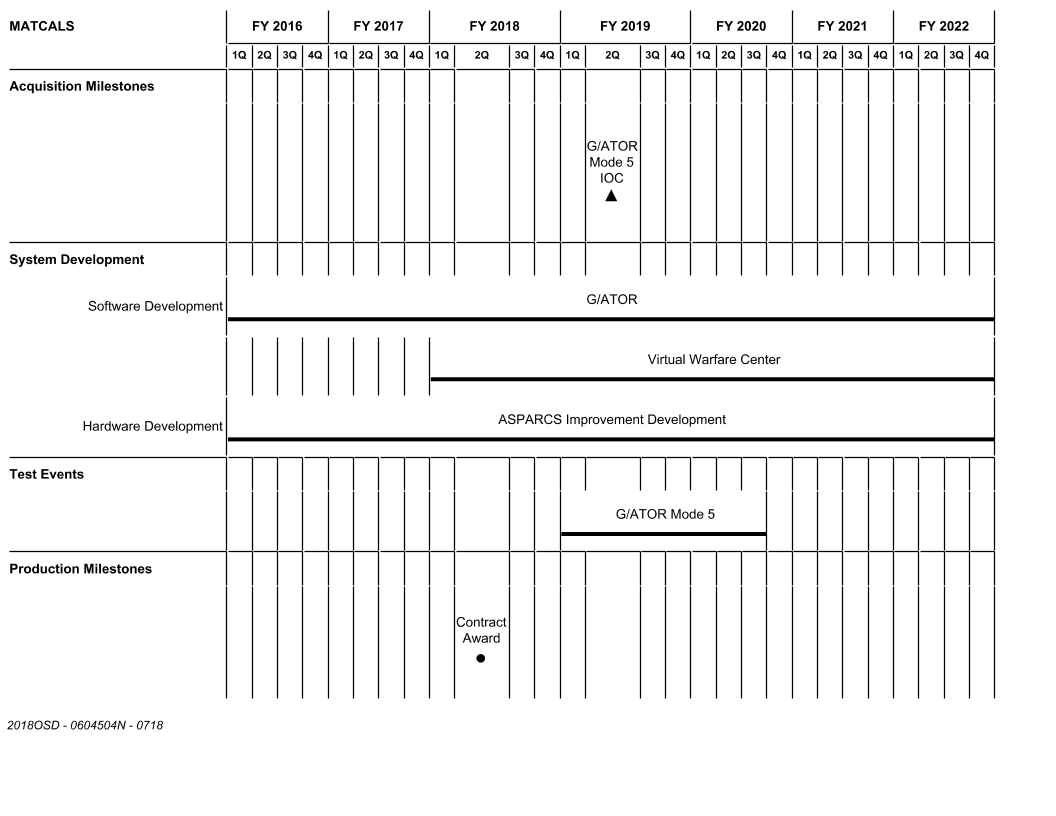 MATCALS FY 2016 FY 2017 FY 2018 FY 2019 FY 2020 FY 2021 FY 2022
1Q 2Q 3Q 4Q 1Q 2Q 3Q 4Q 1Q 2Q 3Q 4Q 1Q 2Q 3Q 4Q 1Q 2Q 3Q 4Q 1Q 2Q 3Q 4Q 1Q 2Q 3Q 4Q
Acquisition Milestones
G/ATOR
Mode 5
IOC
System Development
Software Development G/ATOR
Virtual Warfare Center
Hardware Development ASPARCS Improvement Development
Test Events
G/ATOR Mode 5
Production Milestones
Contract
Award
2018OSD - 0604504N - 0718